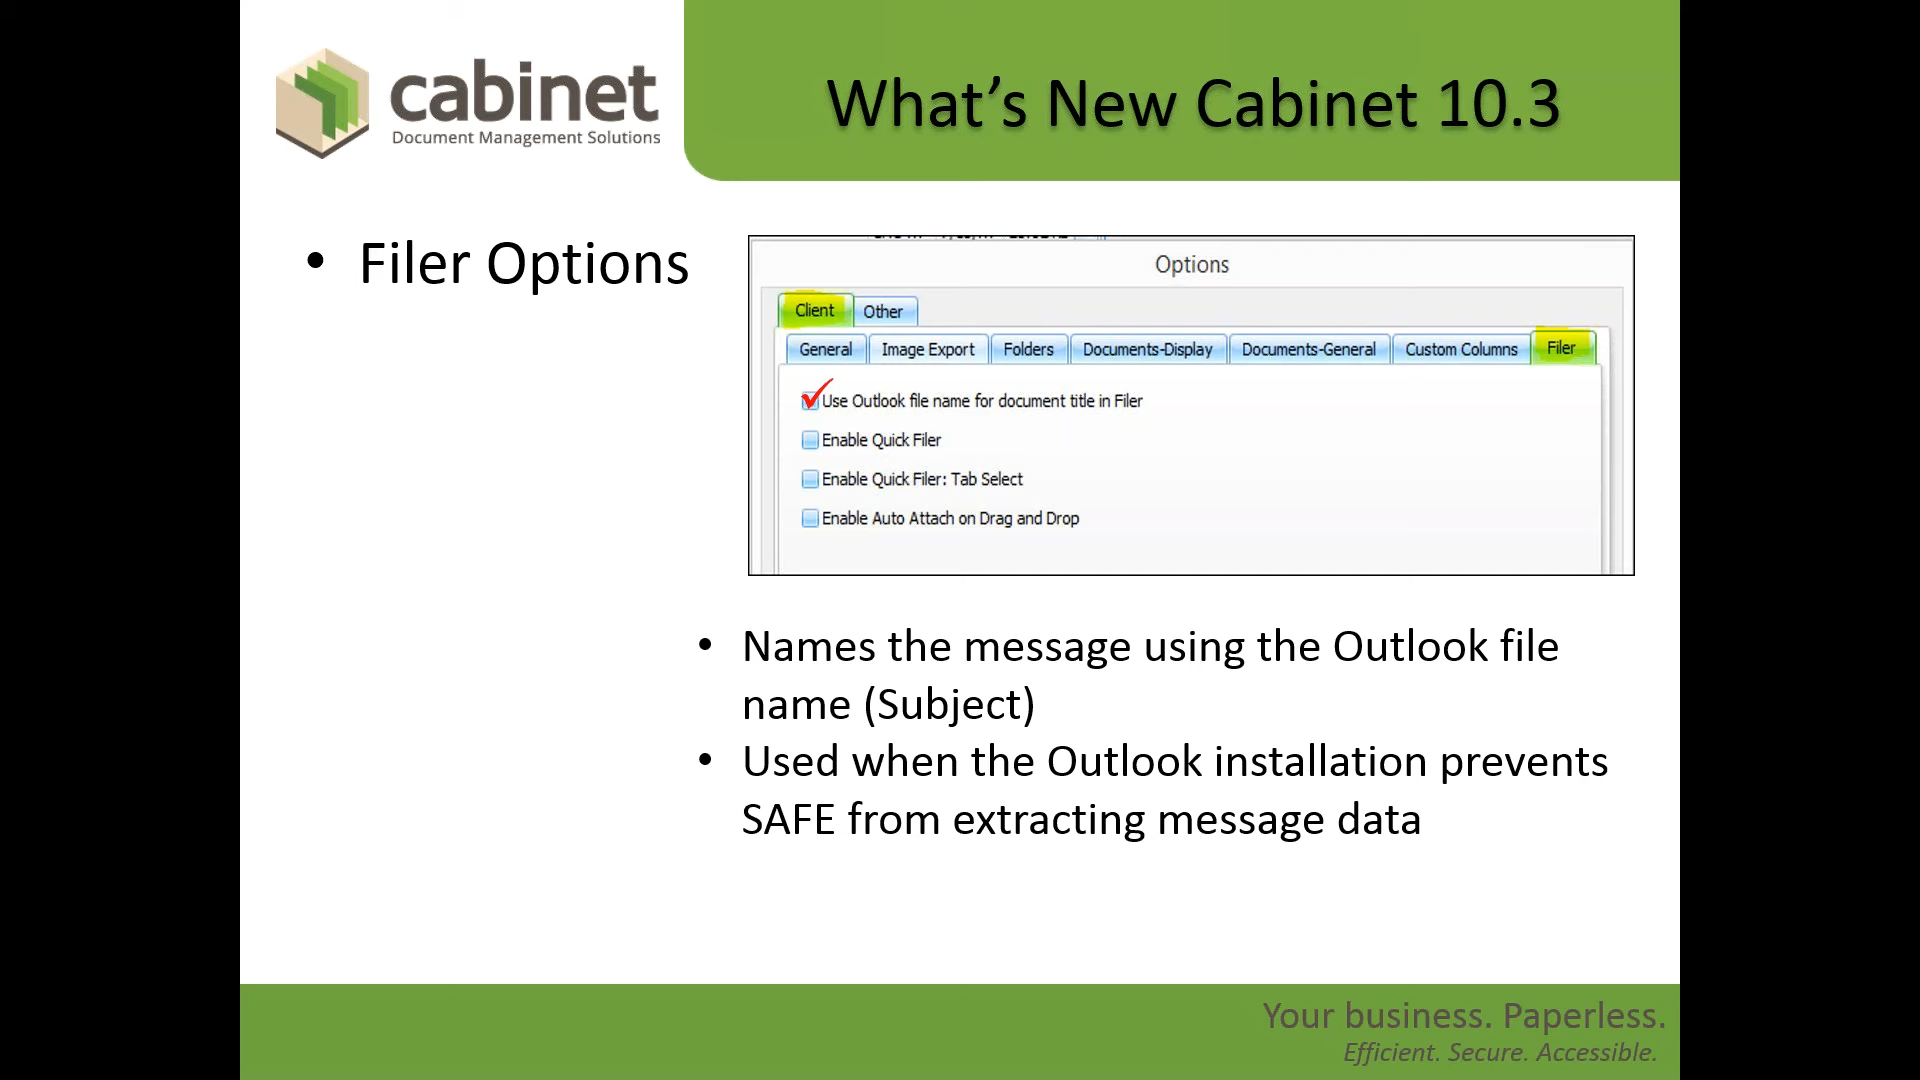 cabinet
Document Management Solutions
What's New Cabinet 10.3
• Filer Options
Options
Client Other
General Image Export Folders Documents-Display Documents-General Custom Columns Filer
Use Outlook file name for document title in Filer
Enable Quick Filer
Enable Quick Filer: Tab Select
Enable Auto Attach on Drag and Drop
• Names the message using the Outlook file
name (Subject)
• Used when the Outlook installation prevents
SAFE from extracting message data
Your business. Paperless.
Efficient. Secure. Accessible.